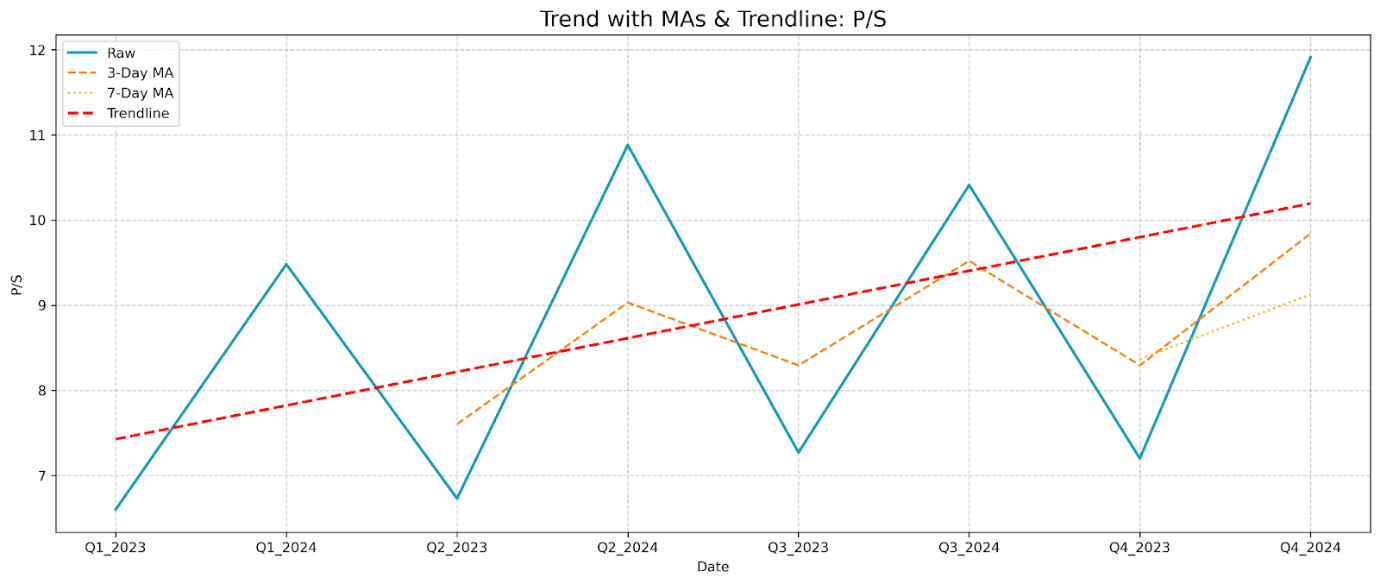 Trend with MAs & Trendline: P/S
Raw
3-Day MA
7-Day MA
Trendline
12
11
10
9
8
7
P/S
Q1_2023 Q1_2024 Q2_2023 Q2_2024 Q3_2023 Q3_2024 Q4_2023 Q4_2024
Date